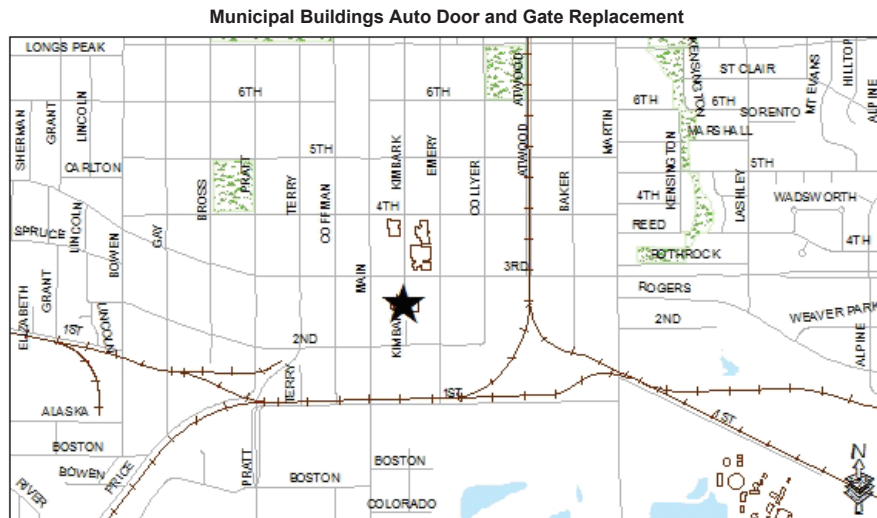 Municipal Buildings Auto Door and Gate Replacement
LONGS PEAK
KENSINGTON
ST CLAIR
MT EVANS
HILLTOP
ALPINE
SHERMAN
GRANT
LINCOLN
6TH
6TH
ATWOOD
6TH
6TH
SORENTO
MARSHALL
CARLTON
5TH
PRATT
KIMBARK
EMERY
ATWOOD
MARTIN
KENSINGTON
5TH
BROSS
TERRY
COFFMAN
4TH
COLLYER
BAKER
4TH
LASHLEY
WADSWORTH
SPRUCE
LINCOLN
BOWEN
GAY
REED
4TH
ROTHROCK
GRANT
MAIN
3RD
ROGERS
ELIZABETH
1ST
LINCOLN
2ND
KIMBARK
2ND
WEAVER PARK
ALPINE
TERRY
1ST
ALASKA
1ST
BOSTON
BOWEN
PRICE
PRATT
BOSTON
BOSTON
RIVER
COLORADO
N